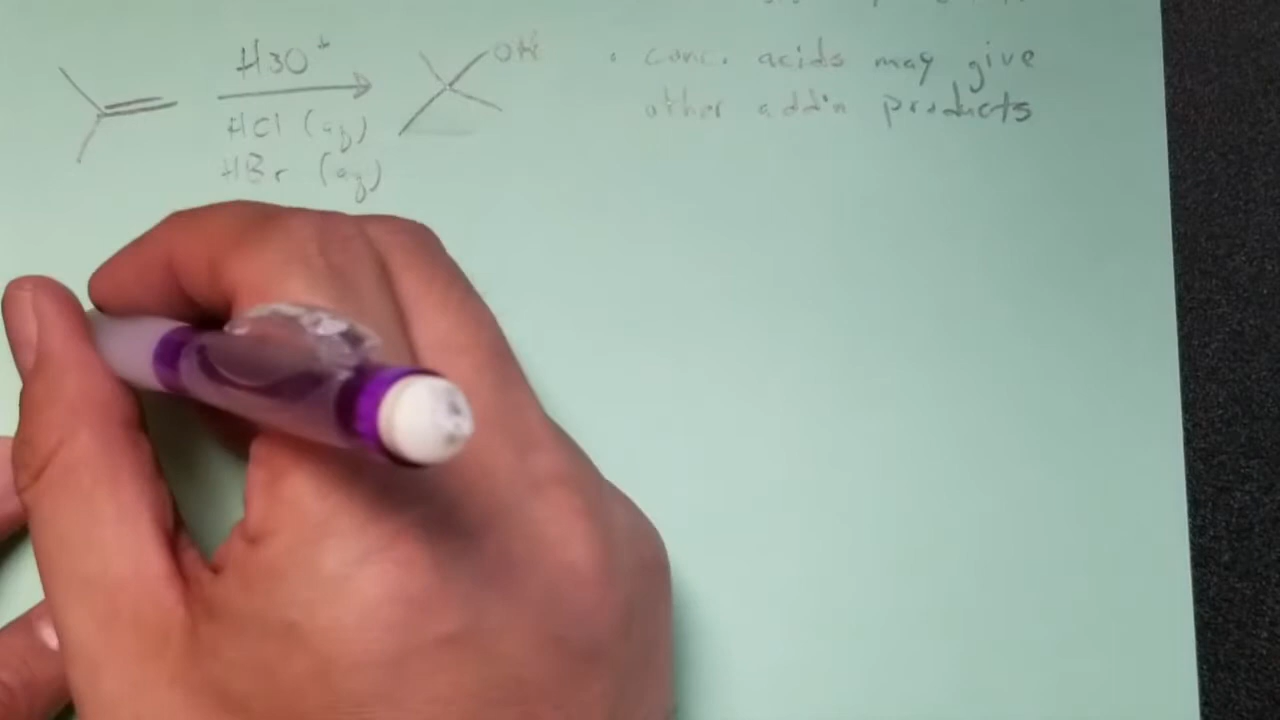 H3O+
OH
HCl (aq)
HBr (aq)
• conc. acids may give
other add'n products